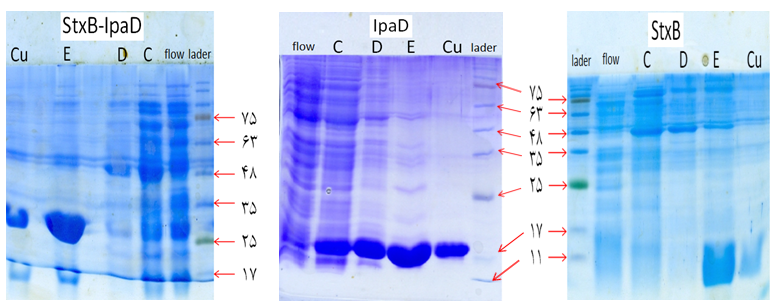 StxB-IpaD
Cu E D C flow lader
۷۵
۶۳
۴۸
۳۵
۲۵
۱۷
IpaD
flow C D E Cu lader
۷۵
۶۳
۴۸
۳۵
۲۵
۱۷
۱۱
StxB
lader flow C D E Cu